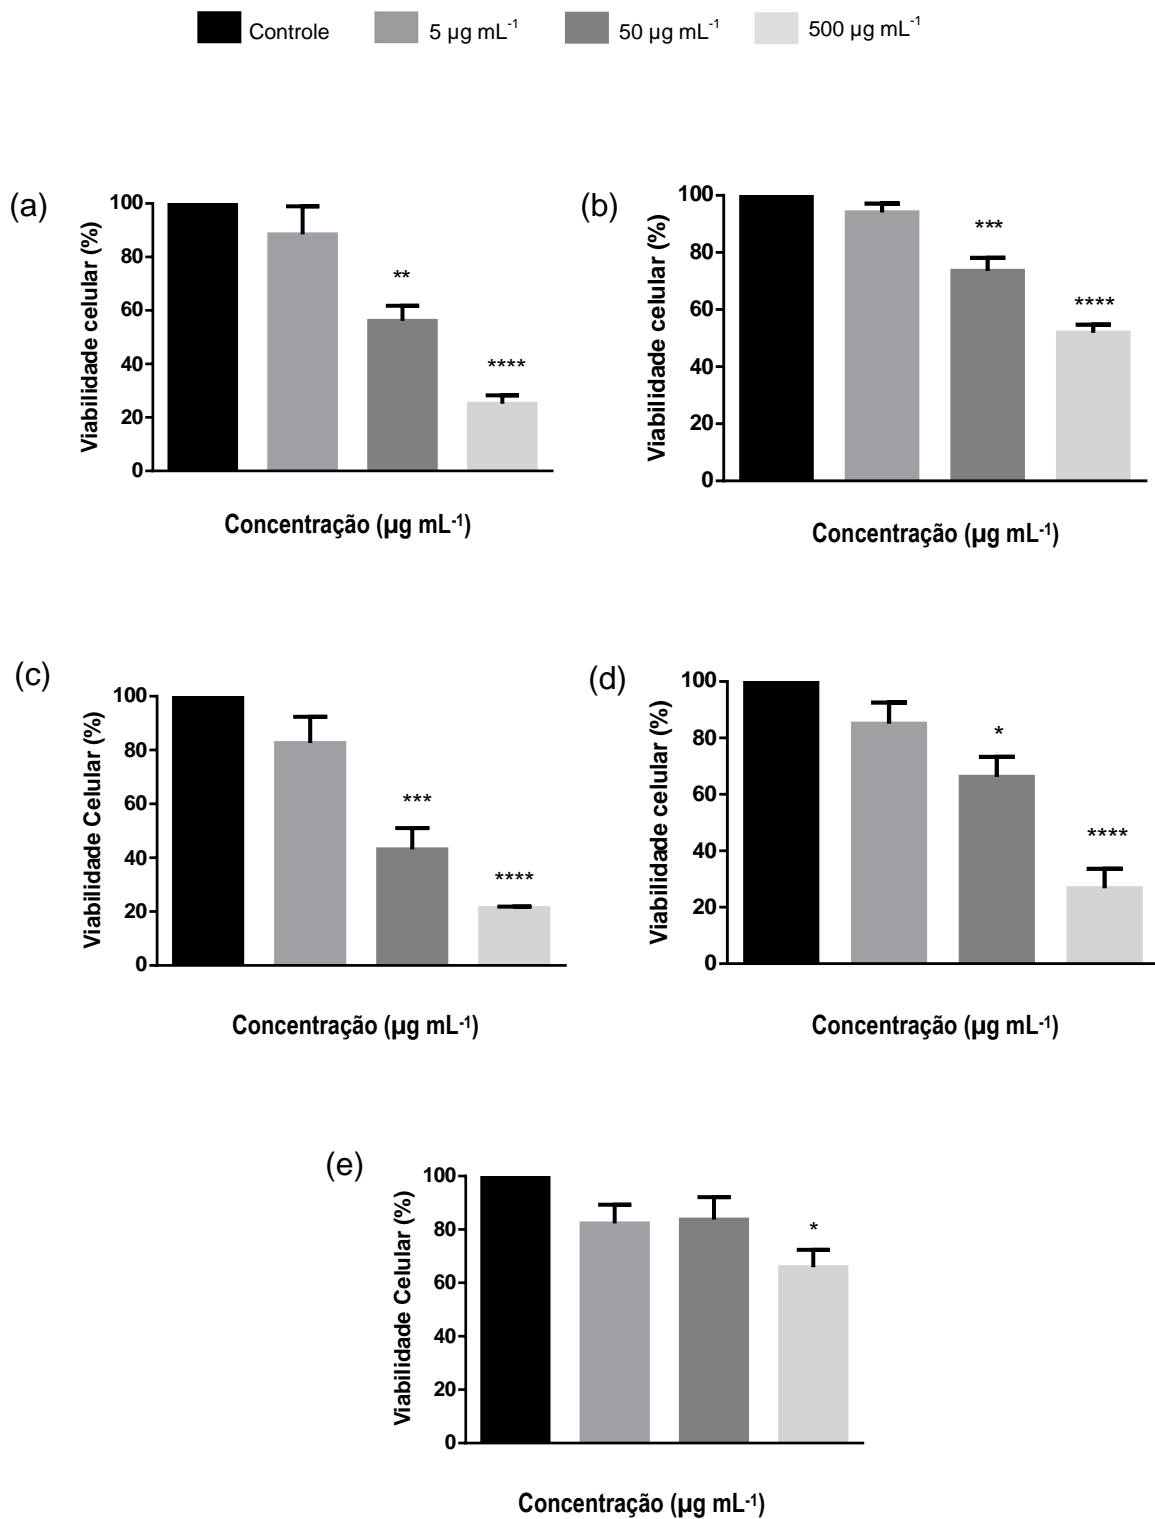 Controle 5 µg mL⁻¹ 50 µg mL⁻¹ 500 µg mL⁻¹
(a)
Viabilidade celular (%)
100
80
60
40
20
0
**
****
Concentração (µg mL-1)
(b)
Viabilidade celular (%)
100
80
60
40
20
0
***
****
Concentração (µg mL-1)
(c)
Viabilidade Celular (%)
100
80
60
40
20
0
***
****
Concentração (µg mL-1)
(d)
Viabilidade celular (%)
100
80
60
40
20
0
*
****
Concentração (µg mL-1)
(e)
Viabilidade Celular (%)
100
80
60
40
20
0
*
Concentração (µg mL-1)